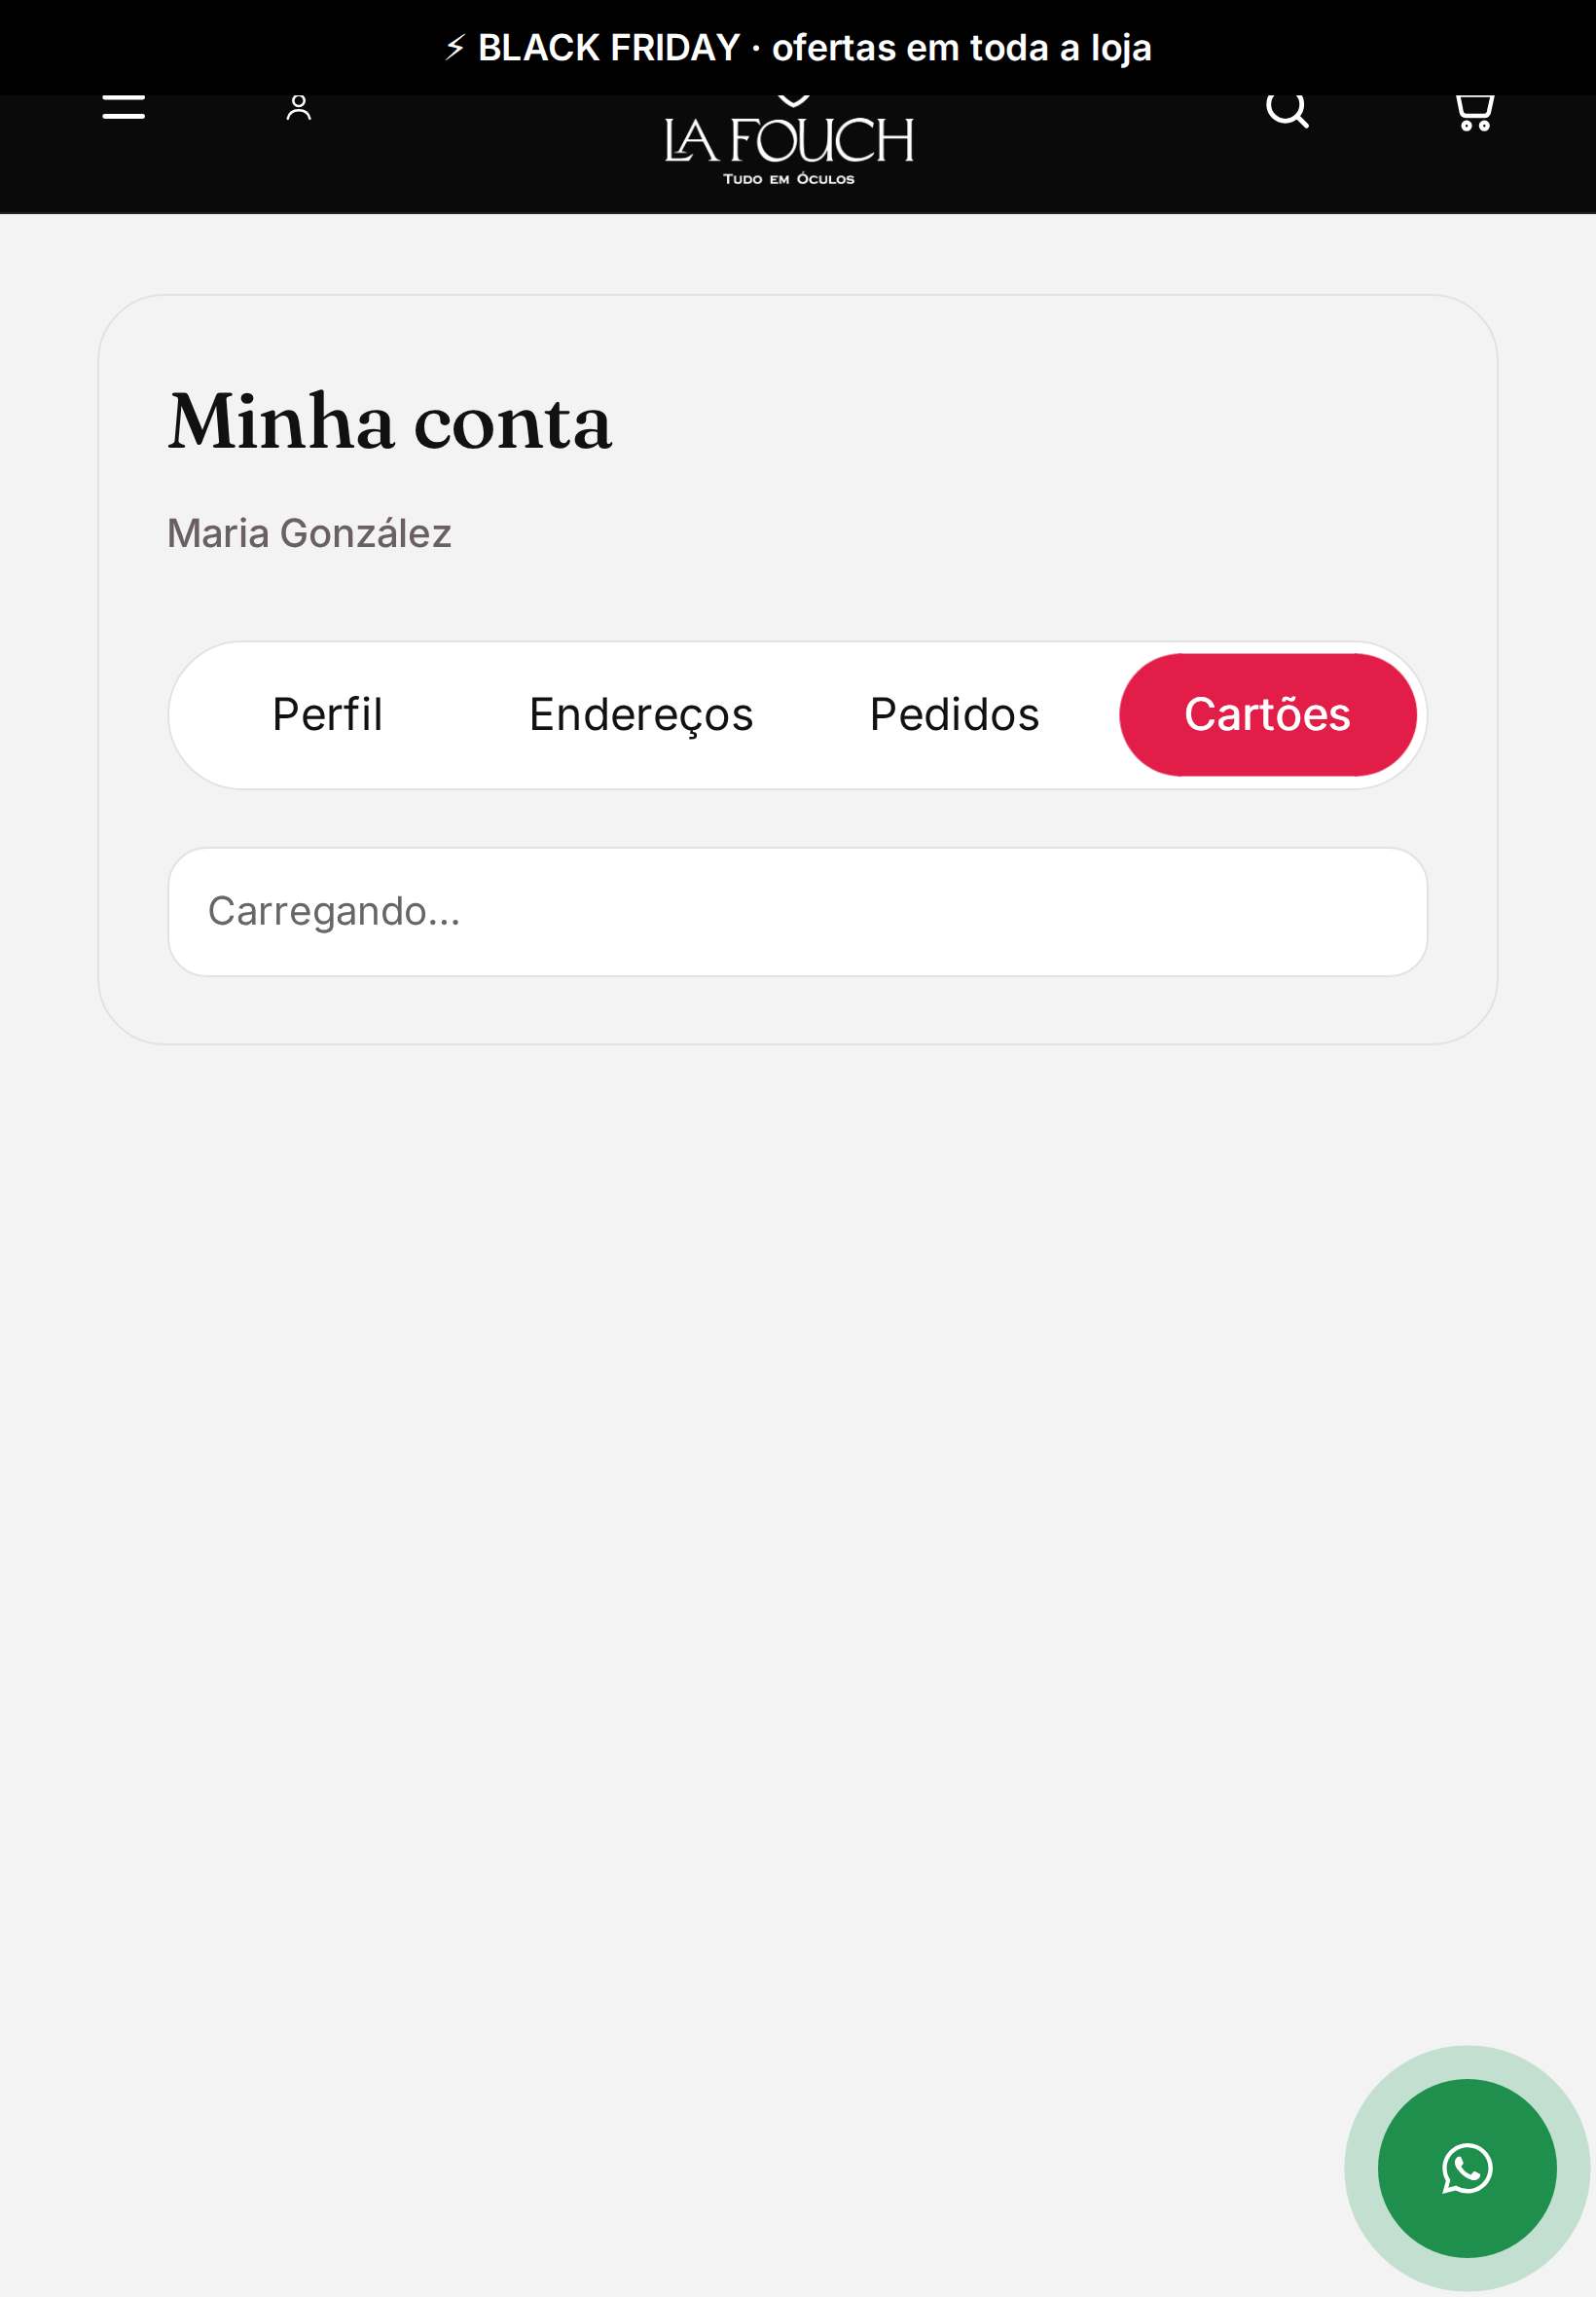 ⚡ BLACK FRIDAY · ofertas em toda a loja
LA FOUCH
Tudo em Óculos
Minha conta
Maria González
Perfil Endereços Pedidos Cartões
Carregando...